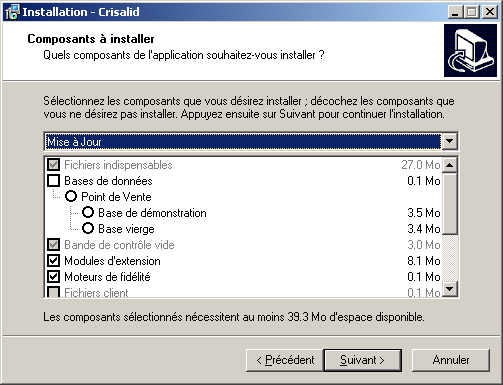 Installation - Crisalid
Composants à installer
Quels composants de l'application souhaitez-vous installer ?
Sélectionnez les composants que vous désirez installer ; décochez les composants que
vous ne désirez pas installer. Appuyez ensuite sur Suivant pour continuer l'installation.
Mise à Jour
Fichiers indispensables 27.0 Mo
Bases de données 0.1 Mo
Point de Vente
Base de démonstration 3.5 Mo
Base vierge 3.4 Mo
Bande de contrôle vide 3.0 Mo
Modules d'extension 8.1 Mo
Moteurs de fidélité 0.1 Mo
Fichiers client 0.1 Mo
Les composants sélectionnés nécessitent au moins 39.3 Mo d'espace disponible.
< Précédent Suivant > Annuler